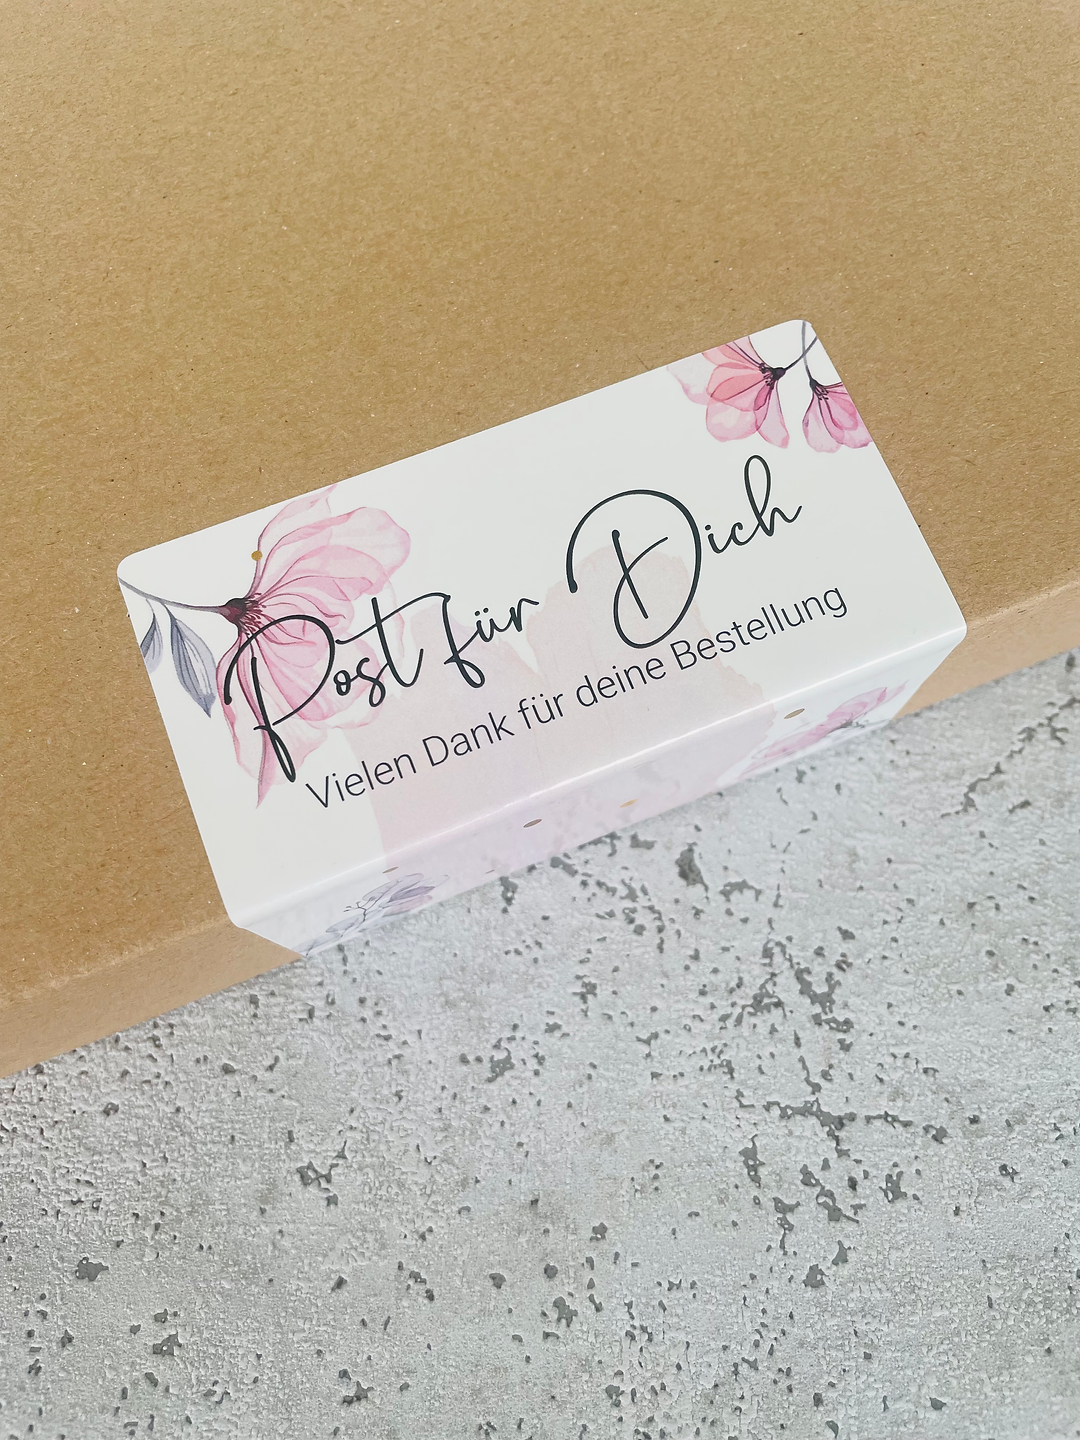 Post für Dich
Vielen Dank für deine Bestellung